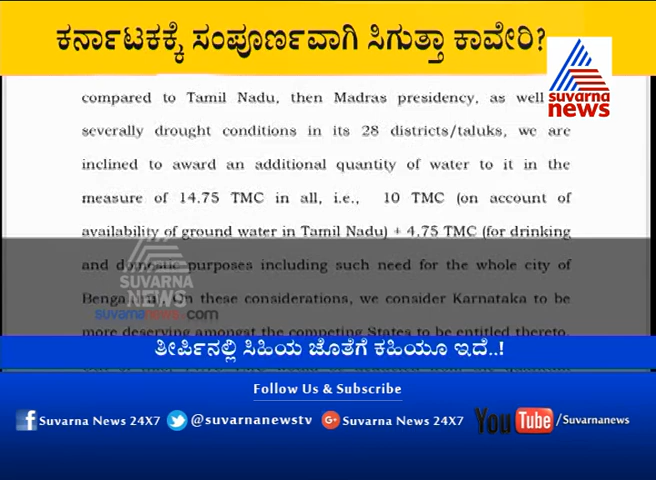 ಕರ್ನಾಟಕಕ್ಕೆ ಸಂಪೂರ್ಣವಾಗಿ ಸಿಗುತ್ತಾ ಕಾವೇರಿ?
suvarna
news
compared to Tamil Nadu, then Madras presidency, as well
severally drought conditions in its 28 districts/taluks, we are
inclined to award an additional quantity of water to it in the
measure of 14.75 TMC in all, i.e., 10 TMC (on account of
availability of ground water in Tamil Nadu) + 4.75 TMC (for drinking
and domestic purposes including such need for the whole city of
SUVARNA
NEWS
On these considerations, we consider Karnataka to be
suvarnanews.com
more deserving amongst the competing States to be entitled thereto.
ತೀರ್ಪಿನಲ್ಲಿ ಸಿಹಿಯ ಜೊತೆಗೆ ಕಹಿಯೂ ಇದೆ..!
Follow Us & Subscribe
f Suvarna News 24X7 @suvarnanewstv G+ Suvarna News 24X7 YouTube /Suvarnanews